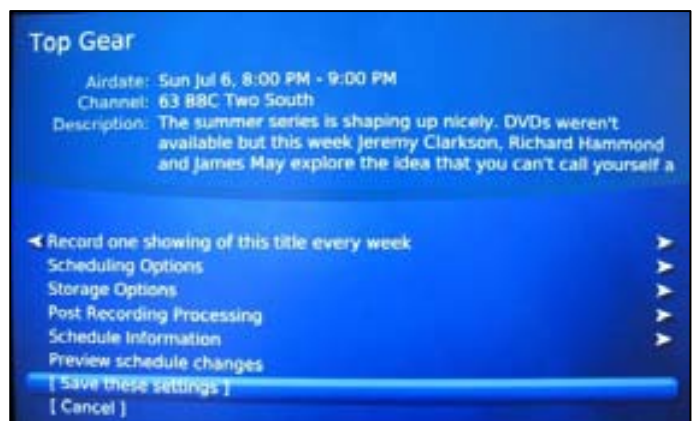 Top Gear
Airdate: Sun Jul 6, 8:00 PM - 9:00 PM
Channel: 63 BBC Two South
Description: The summer series is shaping up nicely. DVDs weren't
available but this week Jeremy Clarkson, Richard Hammond
and James May explore the idea that you can't call yourself a
Record one showing of this title every week
Scheduling Options
Storage Options
Post Recording Processing
Schedule Information
Preview schedule changes
[ Save these settings ]
[ Cancel ]